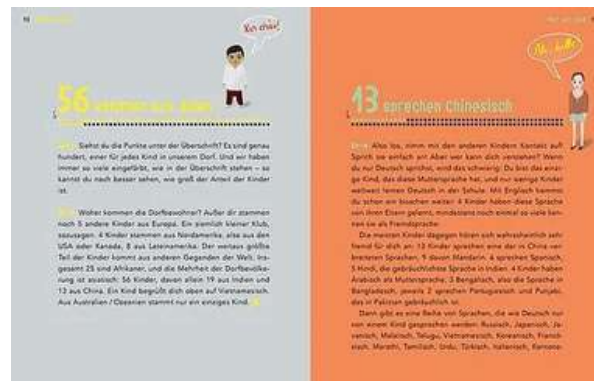 Xin chào!
56 kommen aus Asien
Siehst du die Punkte unter der Überschrift? Es sind genau
hundert, einer für jedes Kind in unserem Dorf. Und wir haben
immer so viele eingefärbt, wie in der Überschrift stehen – so
kannst du noch besser sehen, wie groß der Anteil der Kinder
ist.
Woher kommen die Dorfbewohner? Außer dir stammen
noch 5 andere Kinder aus Europa. Ein ziemlich kleiner Klub,
sozusagen. 4 Kinder stammen aus Nordamerika, also aus den
USA oder Kanada, 8 aus Lateinamerika. Der weitaus größte
Teil der Kinder kommt aus anderen Gegenden der Welt. Ins-
gesamt 25 sind Afrikaner, und die Mehrheit der Dorfbevölke-
rung ist asiatisch: 56 Kinder, davon allein 19 aus Indien und
13 aus China. Ein Kind begrüßt dich oben auf Vietnamesisch.
Aus Australien / Ozeanien stammt nur ein einziges Kind.
13 sprechen Chinesisch
Also los, nimm mit den anderen Kindern Kontakt auf!
Sprich sie einfach an! Aber wer kann dich verstehen? Wenn
du nur Deutsch sprichst, wird das schwierig: Du bist das einzi-
ge Kind, das diese Muttersprache hat, und nur wenige Kinder
weltweit lernen Deutsch in der Schule. Mit Englisch kommst
du schon ein bisschen weiter: 4 Kinder haben diese Sprache
von ihren Eltern gelernt, mindestens noch einmal so viele kön-
nen sie als Fremdsprache.
Die meisten Kinder dagegen hören sich wahrscheinlich sehr
fremd für dich an: 13 Kinder sprechen eine der in China ver-
breiteten Sprachen, 9 davon Mandarin. 6 sprechen Spanisch,
5 Hindi, die gebräuchlichste Sprache in Indien. 4 Kinder haben
Arabisch als Muttersprache, 3 Bengalisch, also die Sprache in
Bangladesch, jeweils 2 sprechen Portugiesisch und Punjabi,
das in Pakistan gebräuchlich ist.
Dann gibt es eine Reihe von Sprachen, die wie Deutsch nur
von einem Kind gesprochen werden: Russisch, Japanisch, Ja-
vanisch, Malaiisch, Telugu, Vietnamesisch, Koreanisch, Franzö-
sisch, Marathi, Tamilisch, Urdu, Türkisch, Italienisch, Kantone-